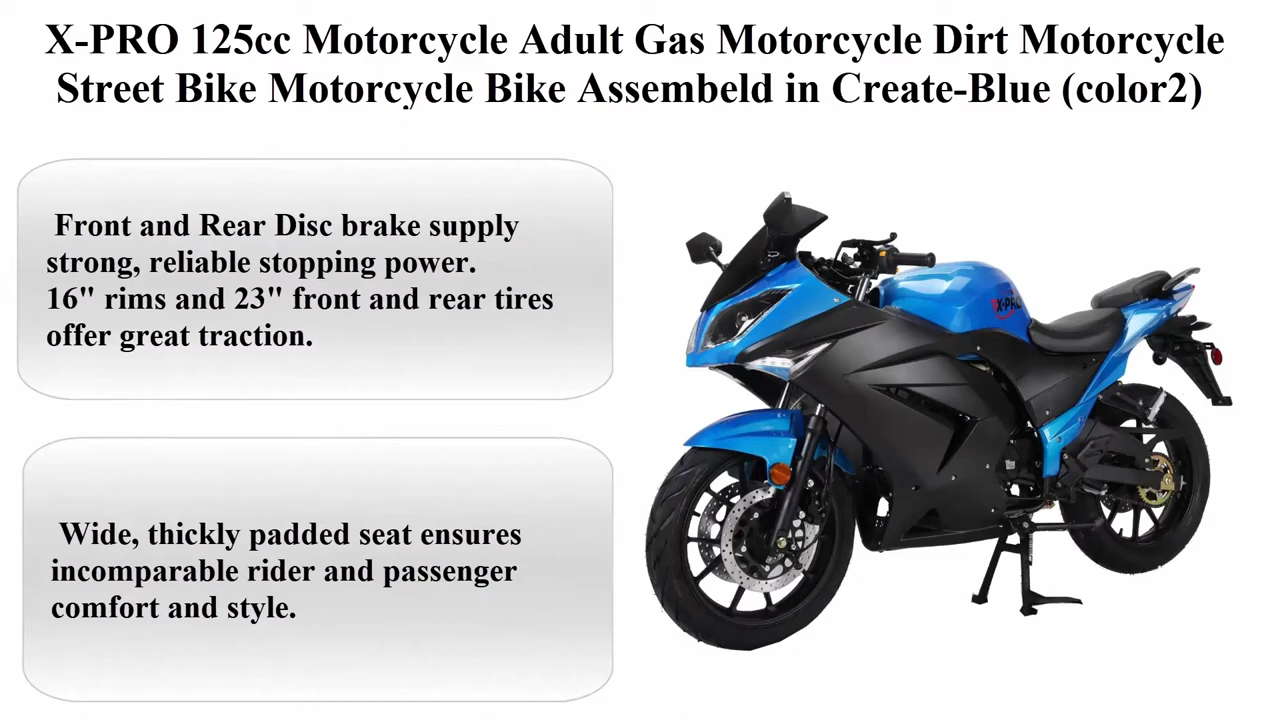 X-PRO 125cc Motorcycle Adult Gas Motorcycle Dirt Motorcycle
Street Bike Motorcycle Bike Assembeld in Create-Blue (color2)
Front and Rear Disc brake supply
strong, reliable stopping power.
16" rims and 23" front and rear tires
offer great traction.
X-PRO
Wide, thickly padded seat ensures
incomparable rider and passenger
comfort and style.